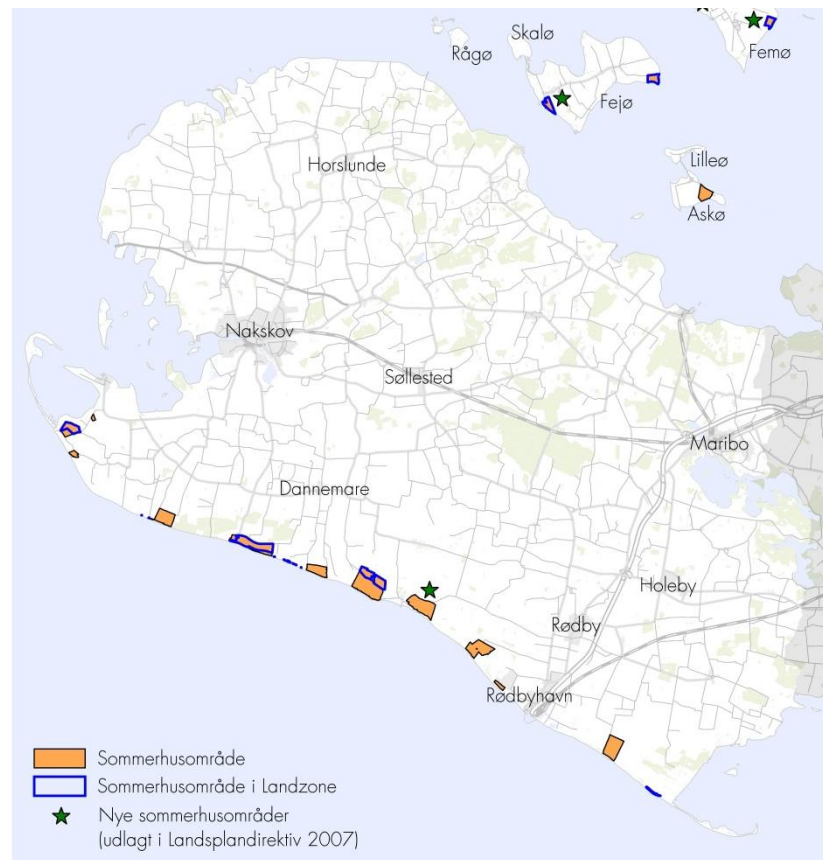 Skalø
Rågø
Femø
Fejø
Lilleø
Horslunde
Askø
Nakskov
Søllested
Maribo
Dannemare
Holeby
Rødby
Rødbyhavn
Sommerhusområde
Sommerhusområde i Landzone
Nye sommerhusområder
(udlagt i Landsplandirektiv 2007)